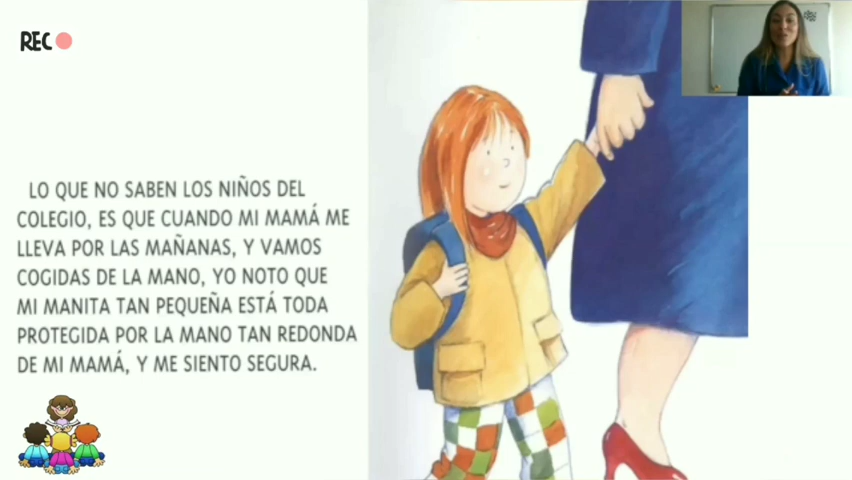 REC
LO QUE NO SABEN LOS NIÑOS DEL
COLEGIO, ES QUE CUANDO MI MAMÁ ME
LLEVA POR LAS MAÑANAS, Y VAMOS
COGIDAS DE LA MANO, YO NOTO QUE
MI MANITA TAN PEQUEÑA ESTÁ TODA
PROTEGIDA POR LA MANO TAN REDONDA
DE MI MAMÁ, Y ME SIENTO SEGURA.